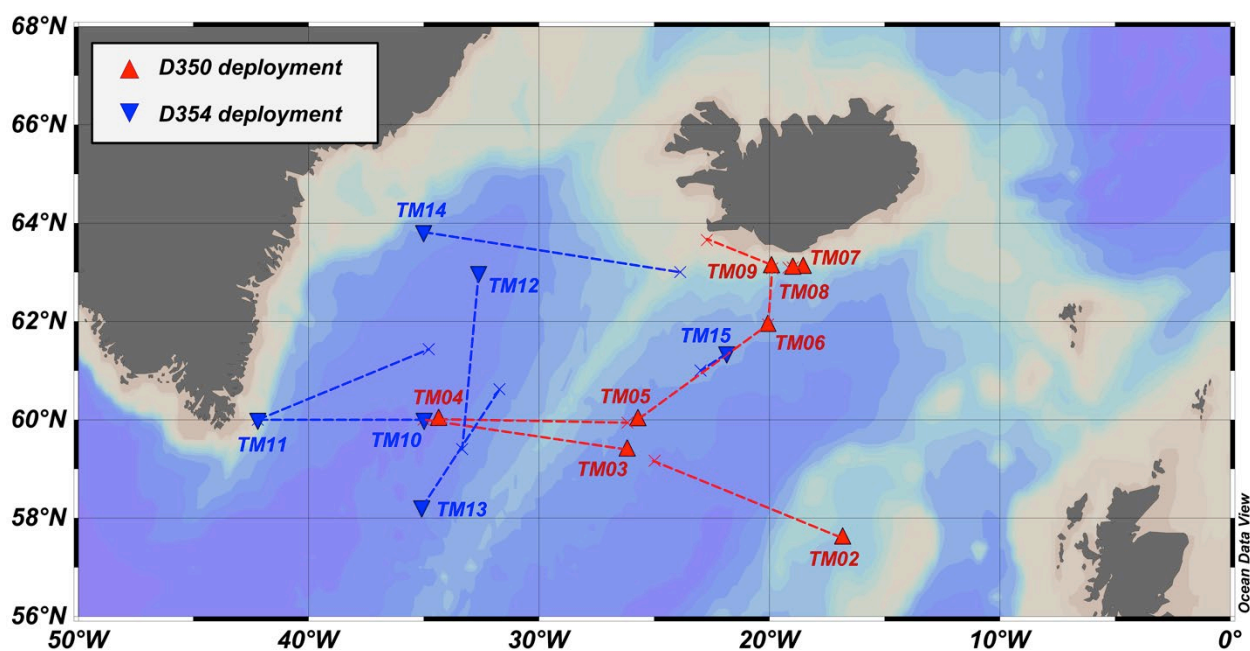 68°N
D350 deployment
D354 deployment
66°N
64°N
TM14
TM07
TM09
TM08
TM12
62°N
TM15
TM06
TM04
TM05
60°N
TM11
TM10
TM03
TM13
58°N
TM02
56°N
50°W
40°W
30°W
20°W
10°W
0°
Ocean Data View